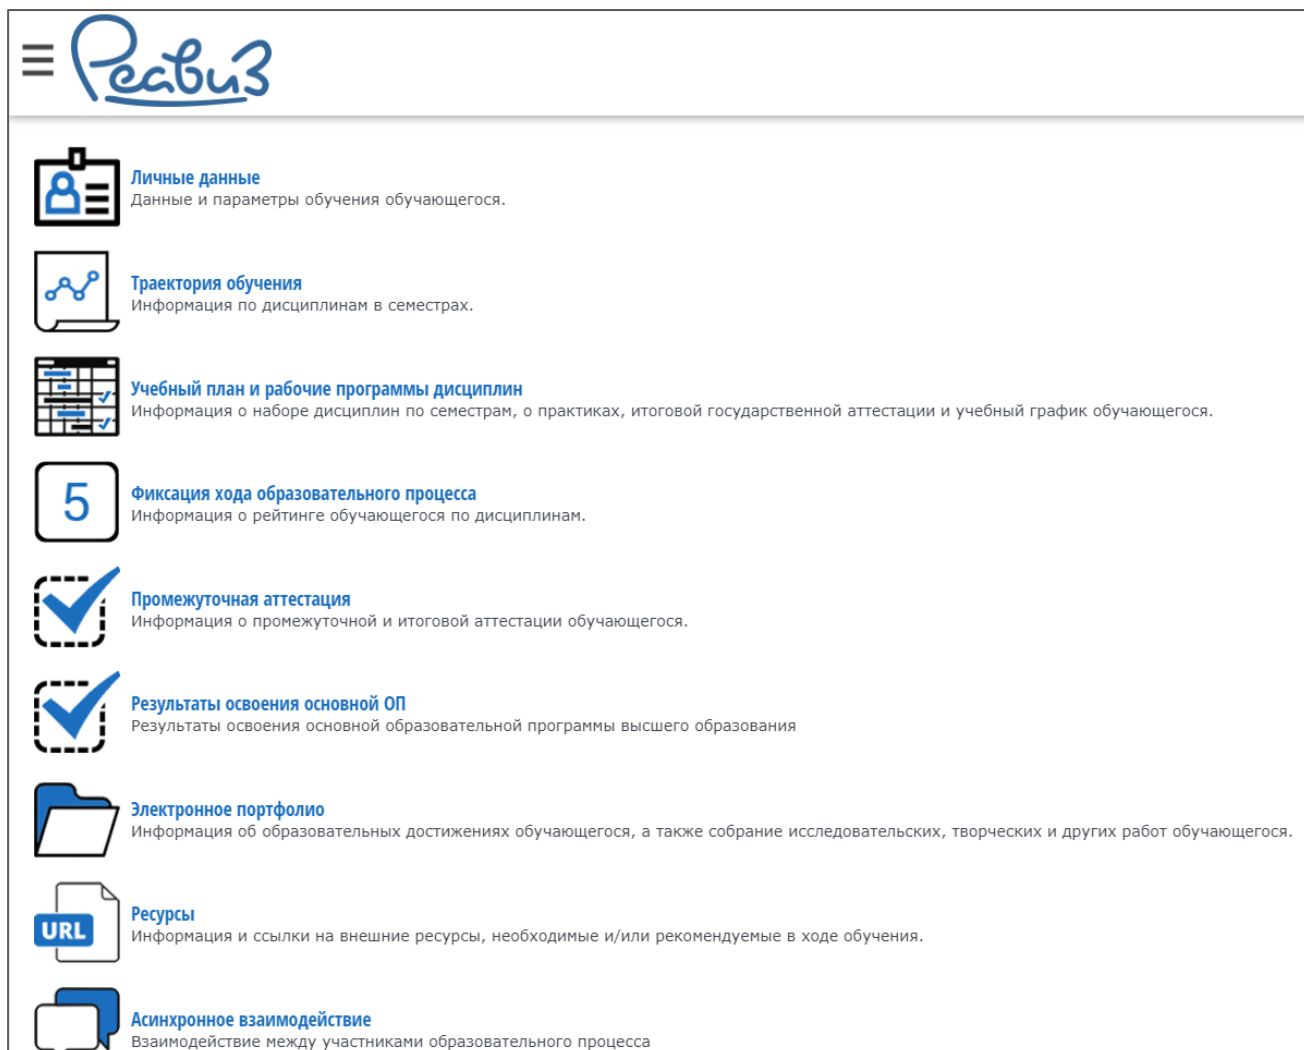 Реавиз
Личные данные
Данные и параметры обучения обучающегося.
Траектория обучения
Информация по дисциплинам в семестрах.
Учебный план и рабочие программы дисциплин
Информация о наборе дисциплин по семестрам, о практиках, итоговой государственной аттестации и учебный график обучающегося.
5
Фиксация хода образовательного процесса
Информация о рейтинге обучающегося по дисциплинам.
Промежуточная аттестация
Информация о промежуточной и итоговой аттестации обучающегося.
Результаты освоения основной ОП
Результаты освоения основной образовательной программы высшего образования
Электронное портфолио
Информация об образовательных достижениях обучающегося, а также собрание исследовательских, творческих и других работ обучающегося.
URL
Ресурсы
Информация и ссылки на внешние ресурсы, необходимые и/или рекомендуемые в ходе обучения.
Асинхронное взаимодействие
Взаимодействие между участниками образовательного процесса